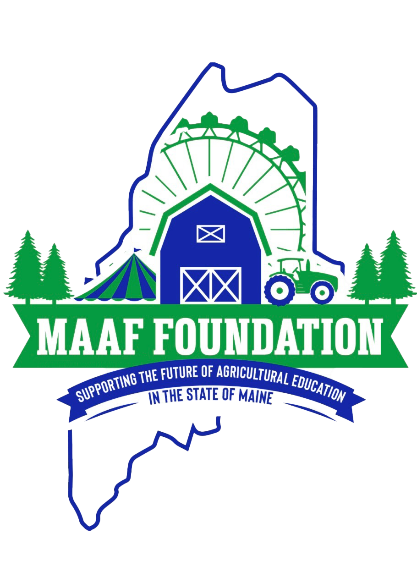 MAAF FOUNDATION
SUPPORTING THE FUTURE OF AGRICULTURAL EDUCATION
IN THE STATE OF MAINE